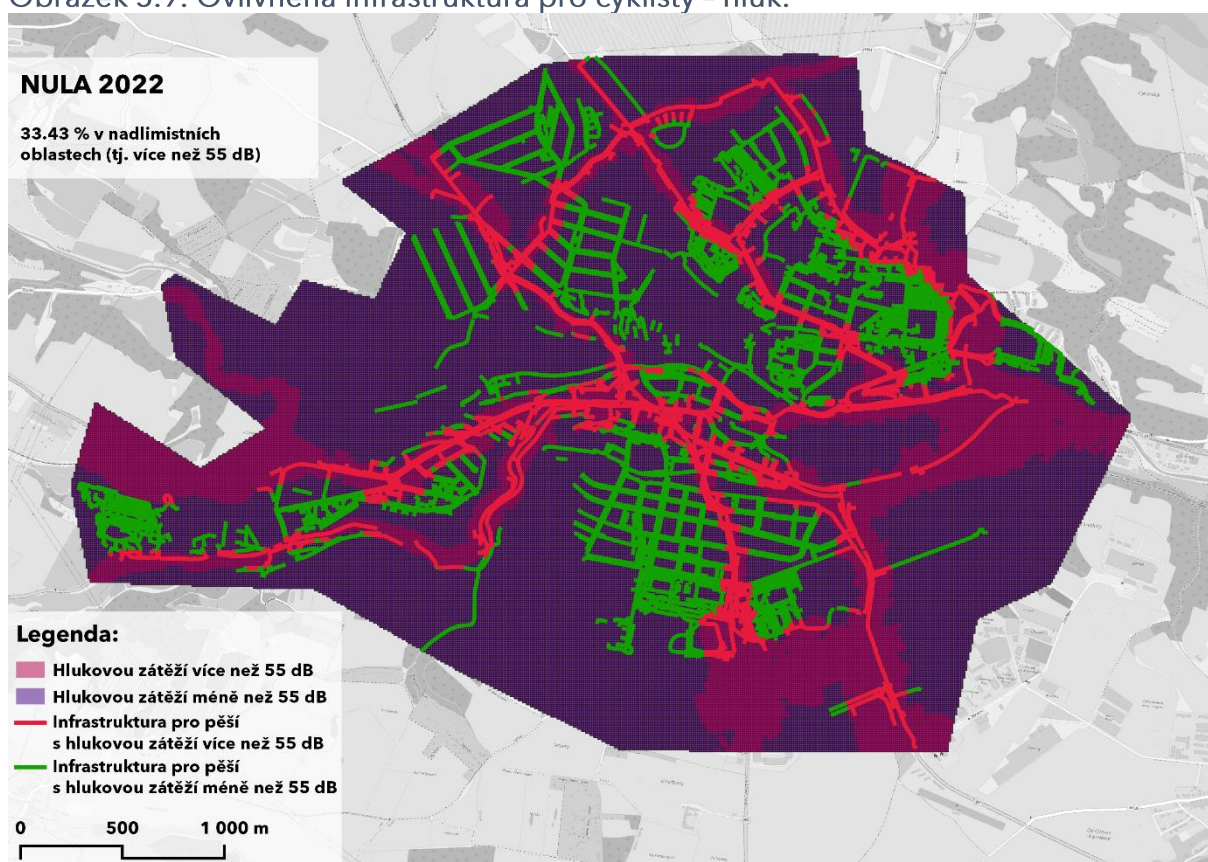 Obrázek 5.9: Ovlivněná infrastruktura pro cyklisty – hluk.
NULA 2022
33.43 % v nadlimistních
oblastech (tj. více než 55 dB)
Legenda:
Hlukovou zátěží více než 55 dB
Hlukovou zátěží méně než 55 dB
Infrastruktura pro pěší
s hlukovou zátěží více než 55 dB
Infrastruktura pro pěší
s hlukovou zátěží méně než 55 dB
0 500 1 000 m